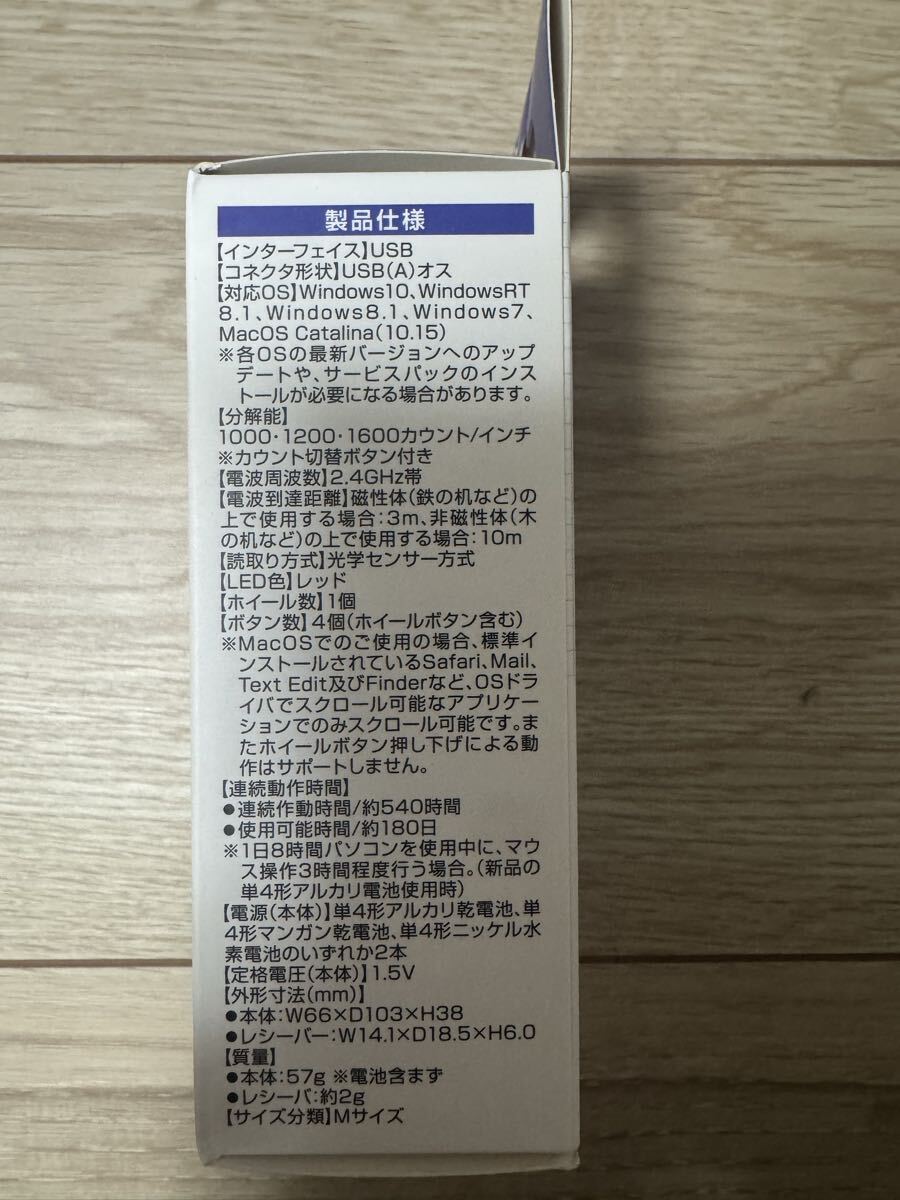 製品仕様
【インターフェイス】USB
【コネクタ形状】USB(A)オス
【対応OS】Windows10、WindowsRT
8.1、Windows8.1、Windows7、
MacOS Catalina(10.15)
※各OSの最新バージョンへのアップ
デートや、サービスパックのインス
トールが必要になる場合があります。
【分解能】
1000・1200・1600カウント/インチ
※カウント切替ボタン付き
【電波周波数】2.4GHz帯
【電波到達距離】磁性体(鉄の机など)の
上で使用する場合:3m、非磁性体(木
の机など)の上で使用する場合:10m
【読取り方式】光学センサー方式
【LED色】レッド
【ホイール数】1個
【ボタン数】4個(ホイールボタン含む)
※MacOSでのご使用の場合、標準イ
ンストールされているSafari、Mail、
Text Edit及びFinderなど、OSドラ
イバでスクロール可能なアプリケー
ションでのみスクロール可能です。ま
たホイールボタン押し下げによる動
作はサポートしません。
【連続動作時間】
●連続作動時間/約540時間
●使用可能時間/約180日
※1日8時間パソコンを使用中に、マウ
ス操作3時間程度行う場合。(新品の
単4形アルカリ電池使用時)
【電源(本体)】単4形アルカリ乾電池、単
4形マンガン乾電池、単4形ニッケル水
素電池のいずれか2本
【定格電圧(本体)】1.5V
【外形寸法(mm)】
●本体:W66×D103×H38
●レシーバー:W14.1×D18.5×H6.0
【質量】
●本体:57g ※電池含まず
●レシーバ:約2g
【サイズ分類】Mサイズ